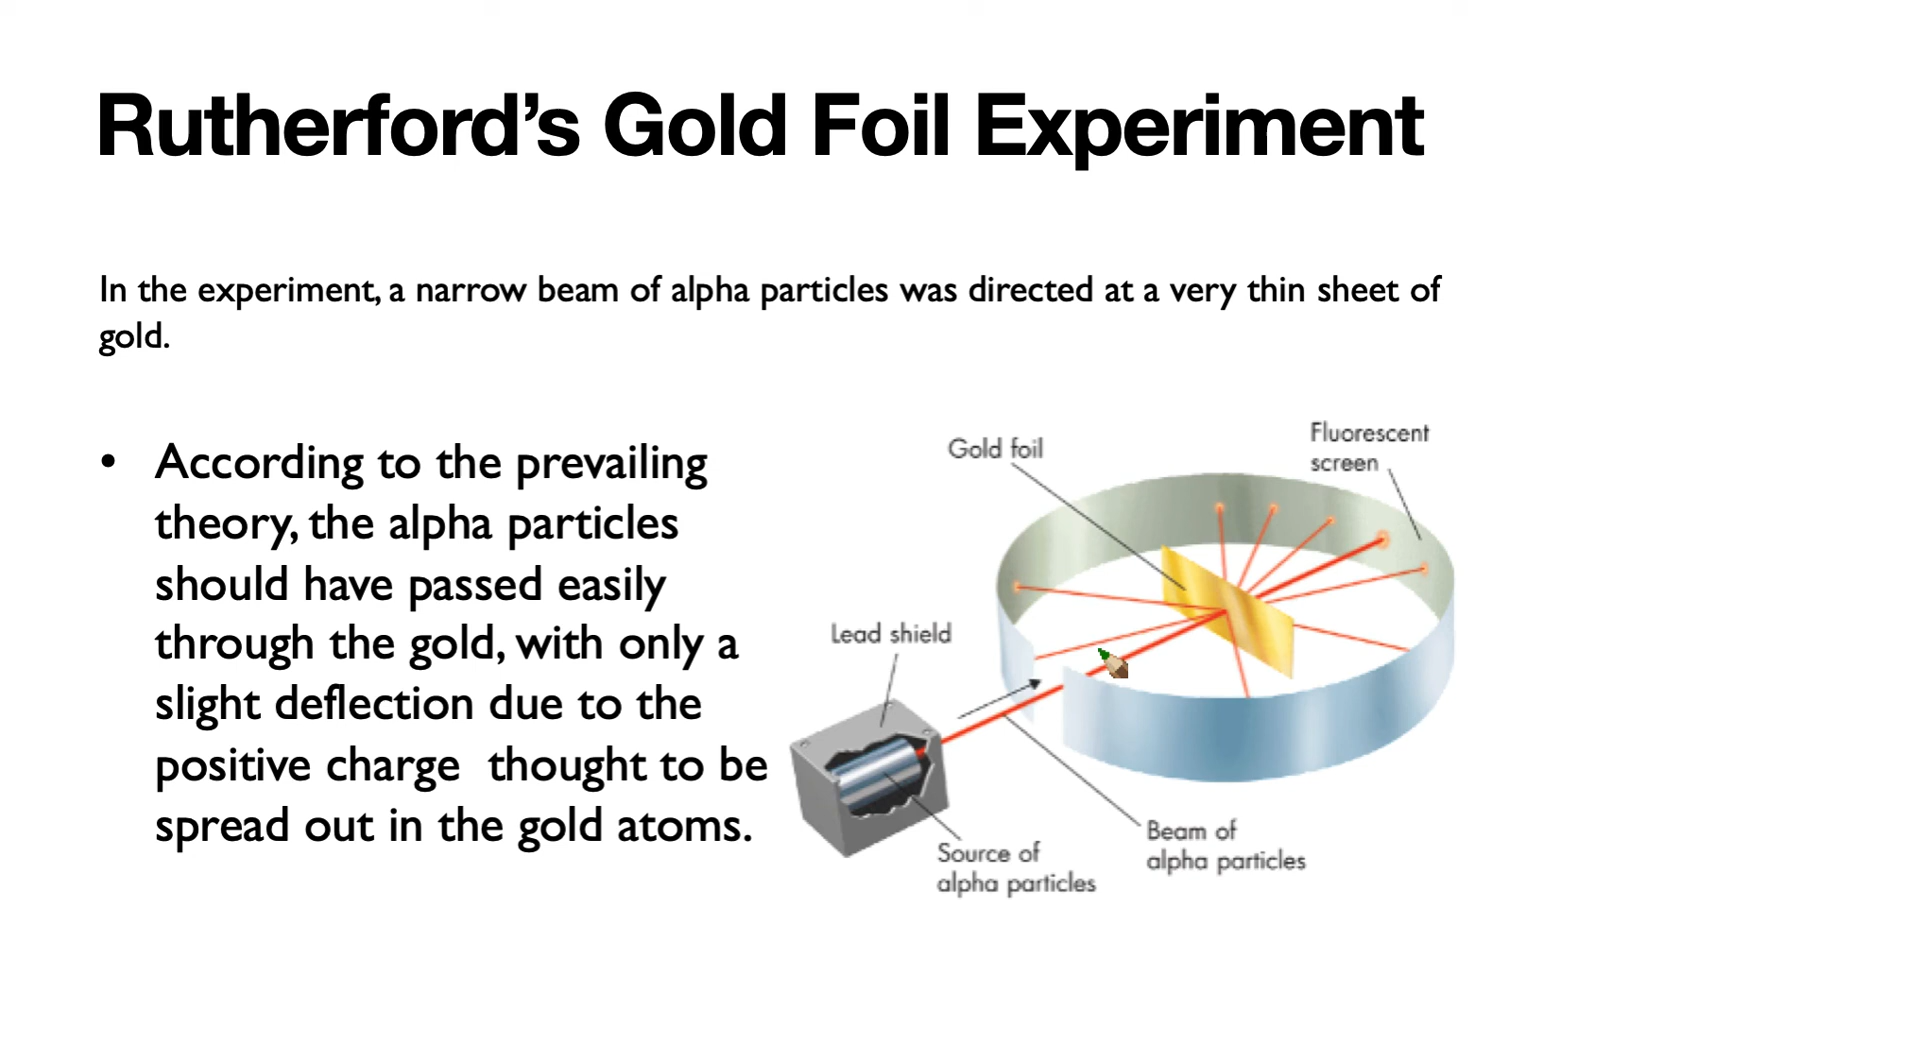 Rutherford’s Gold Foil Experiment
In the experiment, a narrow beam of alpha particles was directed at a very thin sheet of
gold.
• According to the prevailing
theory, the alpha particles
should have passed easily
through the gold, with only a
slight deflection due to the
positive charge  thought to be
spread out in the gold atoms.
Gold foil
Fluorescent
screen
Lead shield
Source of
alpha particles
Beam of
alpha particles